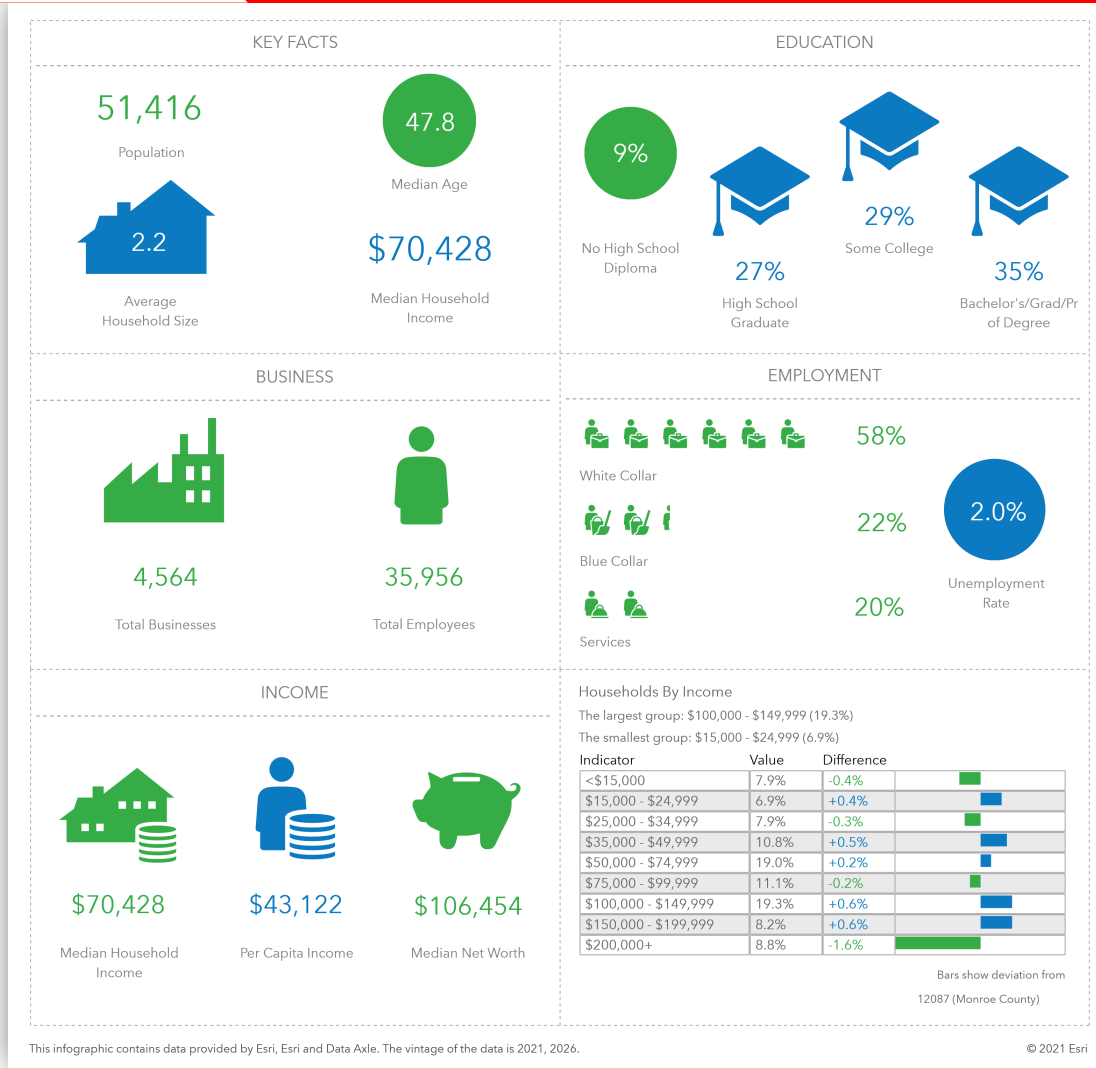 KEY FACTS
51,416
Population
47.8
Median Age
2.2
Average
Household Size
$70,428
Median Household
Income
EDUCATION
9%
No High School
Diploma
27%
High School
Graduate
29%
Some College
35%
Bachelor's/Grad/Pr
of Degree
BUSINESS
4,564
Total Businesses
35,956
Total Employees
EMPLOYMENT
58%
White Collar
22%
Blue Collar
20%
Services
2.0%
Unemployment
Rate
INCOME
$70,428
Median Household
Income
$43,122
Per Capita Income
$106,454
Median Net Worth
Households By Income
The largest group: $100,000 - $149,999 (19.3%)
The smallest group: $15,000 - $24,999 (6.9%)
Indicator Value Difference
<$15,000 7.9% -0.4%
$15,000 - $24,999 6.9% +0.4%
$25,000 - $34,999 7.9% -0.3%
$35,000 - $49,999 10.8% +0.5%
$50,000 - $74,999 19.0% +0.2%
$75,000 - $99,999 11.1% -0.2%
$100,000 - $149,999 19.3% +0.6%
$150,000 - $199,999 8.2% +0.6%
$200,000+ 8.8% -1.6%
Bars show deviation from
12087 (Monroe County)
This infographic contains data provided by Esri, Esri and Data Axle. The vintage of the data is 2021, 2026.
© 2021 Esri